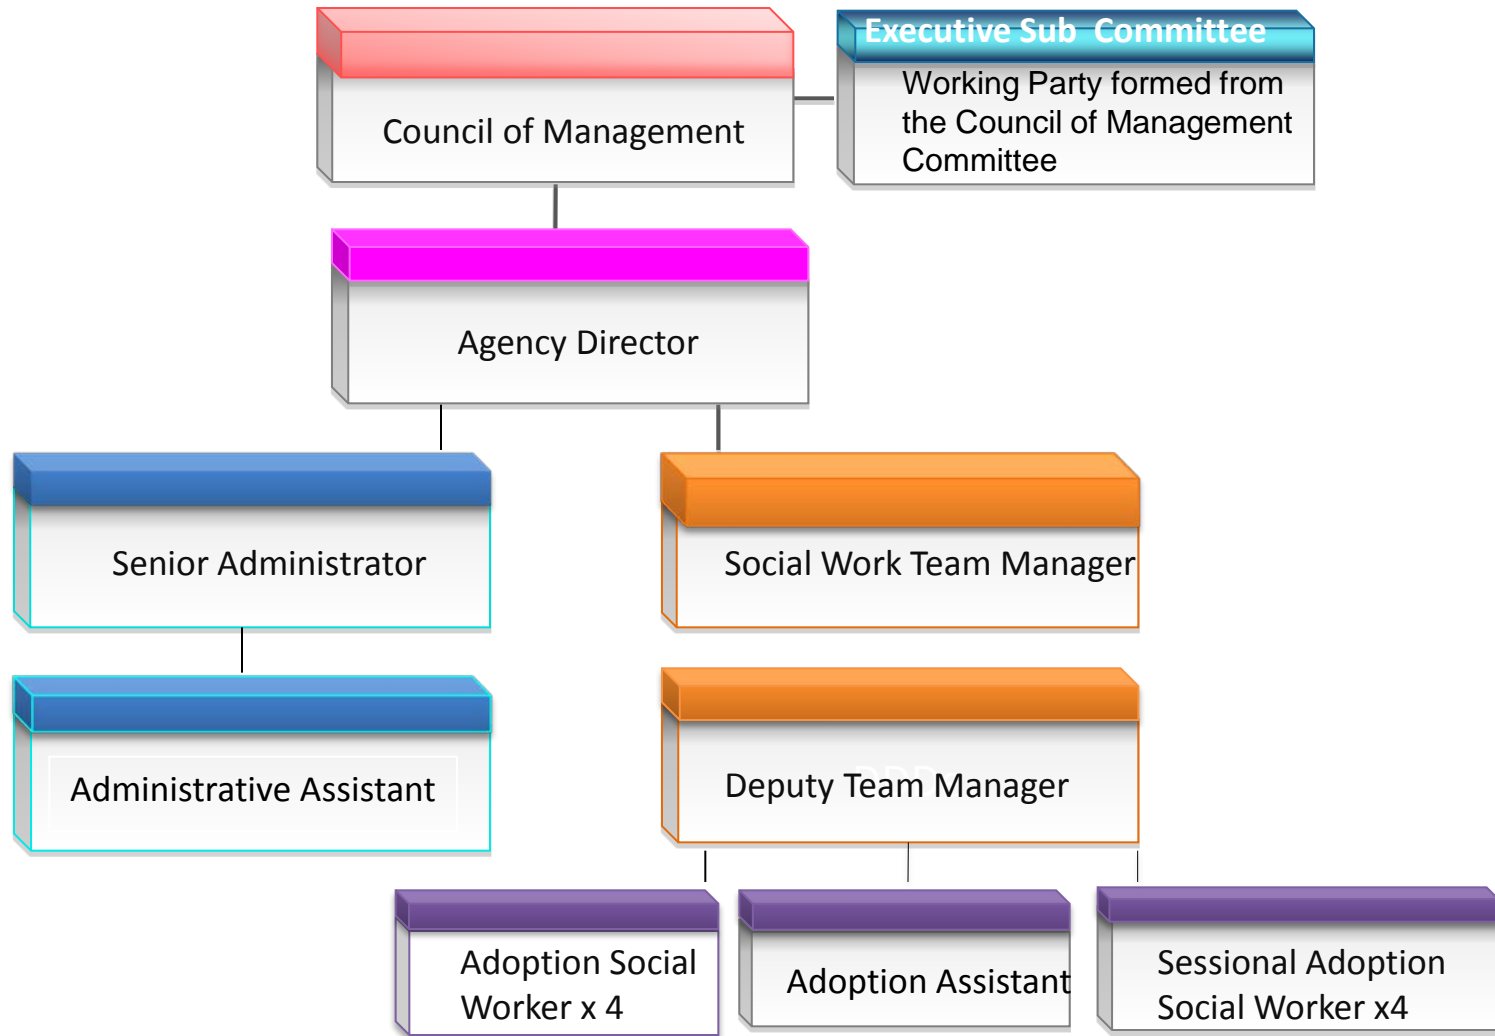 Executive Sub Committee
Working Party formed from
the Council of Management
Committee
Council of Management
Agency Director
Senior Administrator
Social Work Team Manager
Administrative Assistant
Deputy Team Manager
Adoption Social
Worker x 4
Adoption Assistant
Sessional Adoption
Social Worker x4